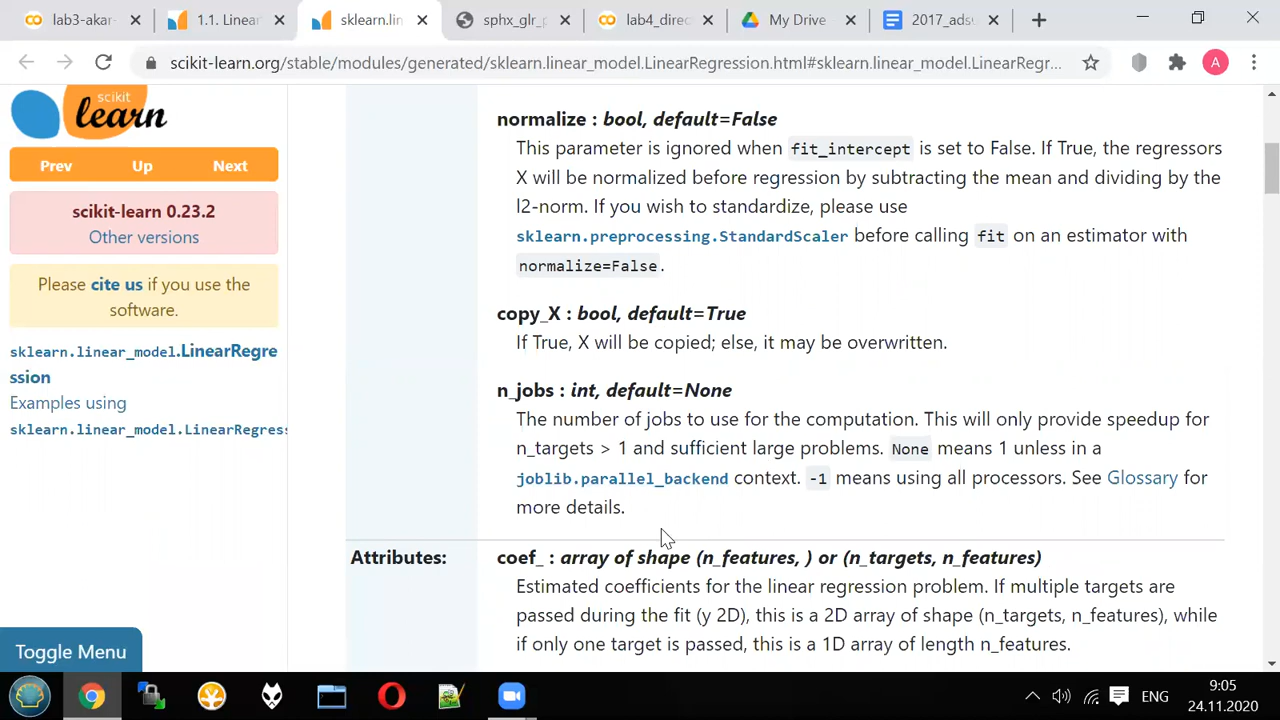 lab3-akar
1.1. Linear
sklearn.lin
sphx_glr_p
lab4_direc
My Drive
2017_ads
scikit-learn.org/stable/modules/generated/sklearn.linear_model.LinearRegression.html#sklearn.linear_model.LinearRegr...
A
scikit
learn
Prev Up Next
scikit-learn 0.23.2
Other versions
Please cite us if you use the
software.
sklearn.linear_model.LinearRegre
ssion
Examples using
sklearn.linear_model.LinearRegress
Toggle Menu
normalize : bool, default=False
This parameter is ignored when fit_intercept is set to False. If True, the regressors
X will be normalized before regression by subtracting the mean and dividing by the
l2-norm. If you wish to standardize, please use
sklearn.preprocessing.StandardScaler before calling fit on an estimator with
normalize=False.
copy_X : bool, default=True
If True, X will be copied; else, it may be overwritten.
n_jobs : int, default=None
The number of jobs to use for the computation. This will only provide speedup for
n_targets > 1 and sufficient large problems. None means 1 unless in a
joblib.parallel_backend context. -1 means using all processors. See Glossary for
more details.
Attributes:
coef_ : array of shape (n_features, ) or (n_targets, n_features)
Estimated coefficients for the linear regression problem. If multiple targets are
passed during the fit (y 2D), this is a 2D array of shape (n_targets, n_features), while
if only one target is passed, this is a 1D array of length n_features.
ENG
9:05
24.11.2020